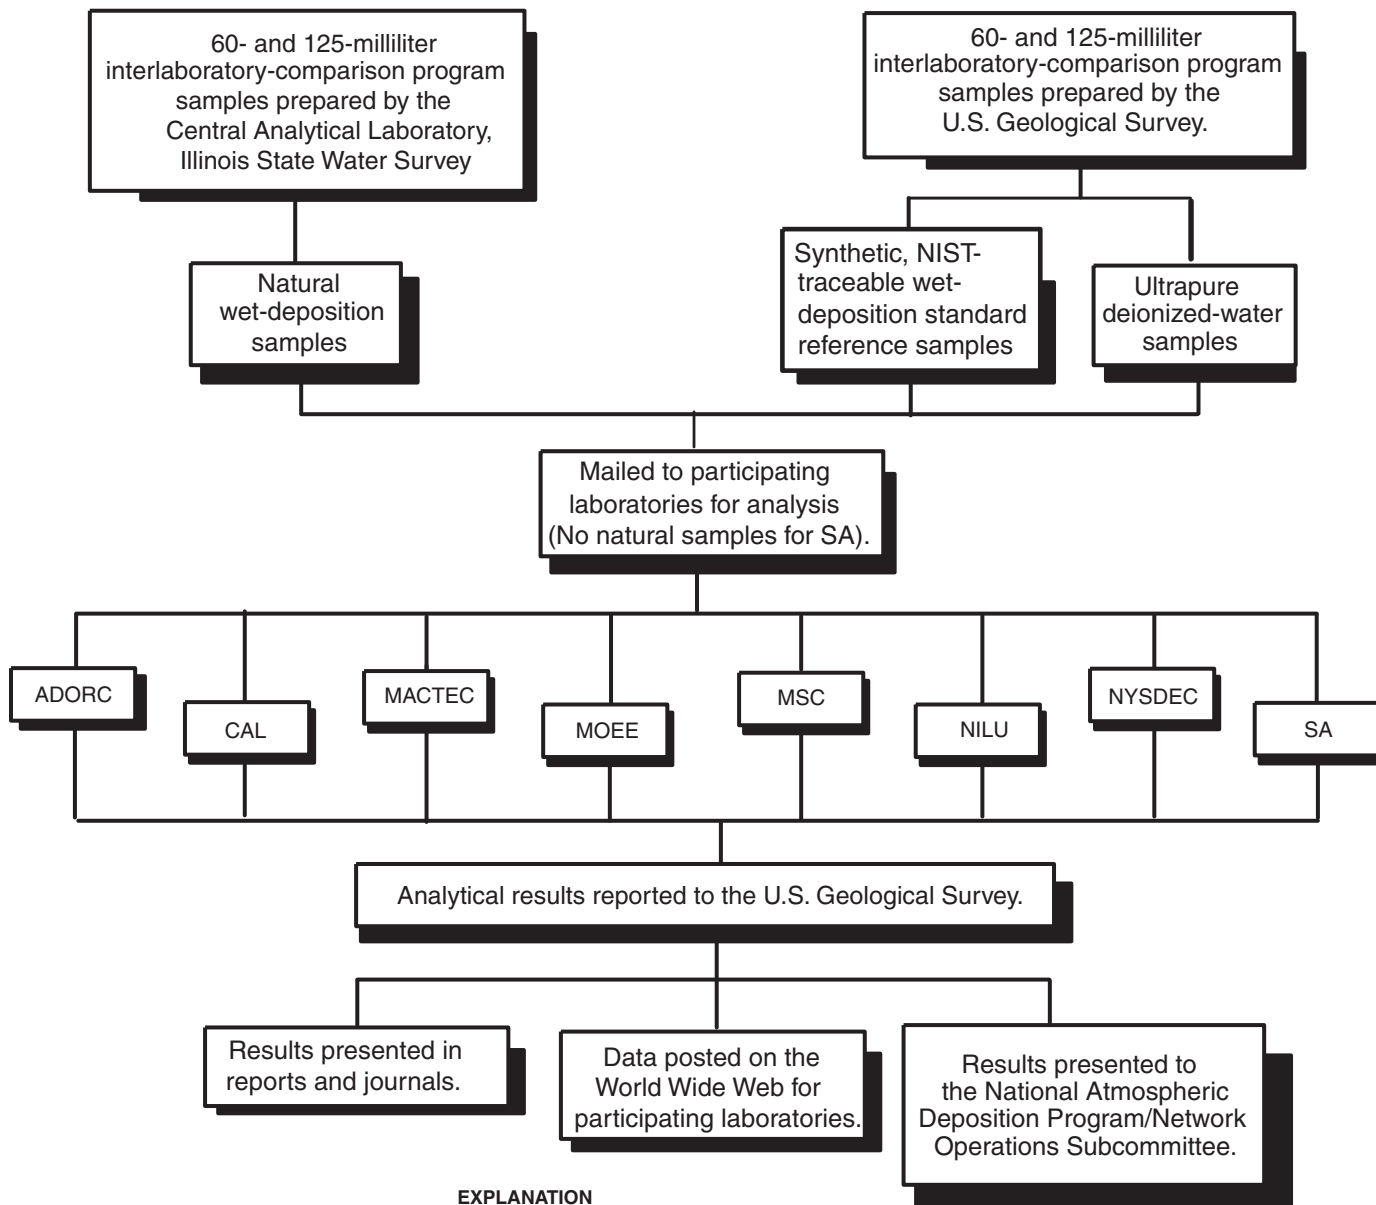 60- and 125-milliliter
interlaboratory-comparison program
samples prepared by the
Central Analytical Laboratory,
Illinois State Water Survey
60- and 125-milliliter
interlaboratory-comparison program
samples prepared by the
U.S. Geological Survey.
Natural
wet-deposition
samples
Synthetic, NIST-
traceable wet-
deposition standard
reference samples
Ultrapure
deionized-water
samples
Mailed to participating
laboratories for analysis
(No natural samples for SA).
ADORC
CAL
MACTEC
MOEE
MSC
NILU
NYSDEC
SA
Analytical results reported to the U.S. Geological Survey.
Results presented in
reports and journals.
Data posted on the
World Wide Web for
participating laboratories.
Results presented to
the National Atmospheric
Deposition Program/Network
Operations Subcommittee.
EXPLANATION